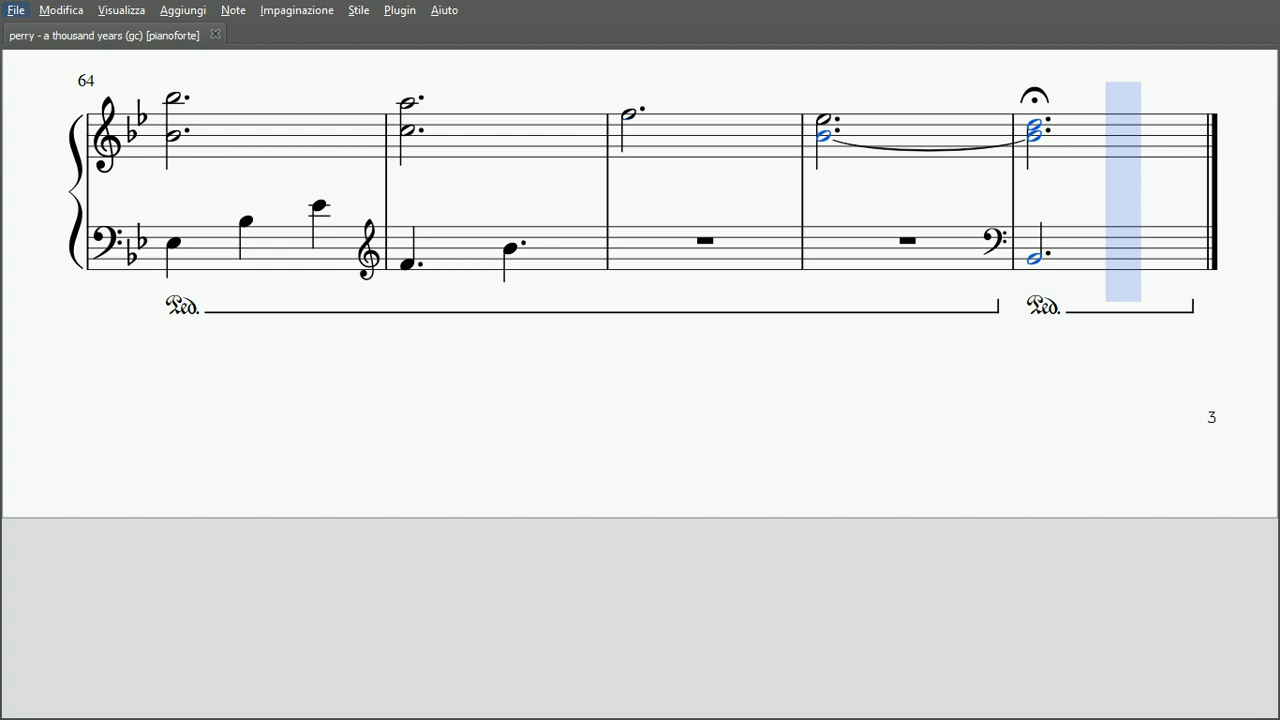 File Modifica Visualizza Aggiungi Note Impaginazione Stile Plugin Aiuto
perry - a thousand years (gc) [pianoforte]
64
Ped. Ped.
3